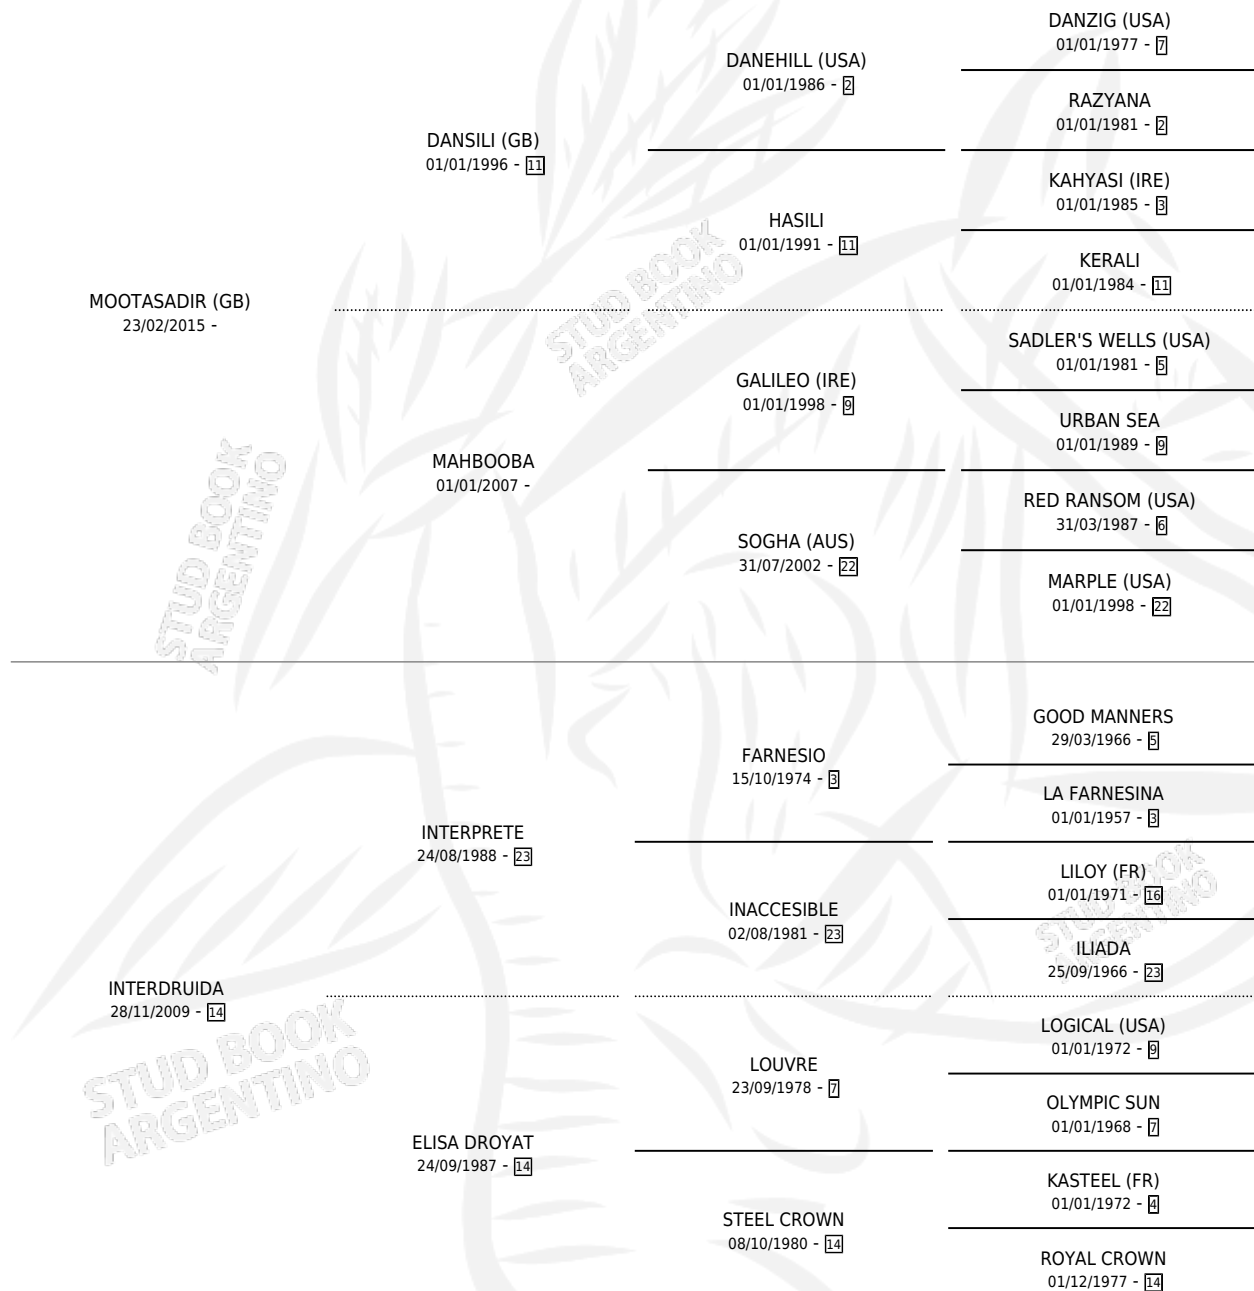 DANZIG (USA)
01/01/1977 - 7
DANEHILL (USA)
01/01/1986 - 2
RAZYANA
01/01/1981 - 2
DANSILI (GB)
01/01/1996 - 11
KAHYASI (IRE)
01/01/1985 - 3
HASILI
01/01/1991 - 11
KERALI
01/01/1984 - 11
MOOTASADIR (GB)
23/02/2015 -
SADLER'S WELLS (USA)
01/01/1981 - 5
GALILEO (IRE)
01/01/1998 - 9
URBAN SEA
01/01/1989 - 9
MAHBOOBA
01/01/2007 -
RED RANSOM (USA)
31/03/1987 - 6
SOGHA (AUS)
31/07/2002 - 22
MARPLE (USA)
01/01/1998 - 22
GOOD MANNERS
29/03/1966 - 5
FARNESIO
15/10/1974 - 3
LA FARNESINA
01/01/1957 - 3
INTERPRETE
24/08/1988 - 23
LILOY (FR)
01/01/1971 - 16
INACCESIBLE
02/08/1981 - 23
ILIADA
25/09/1966 - 23
INTERDRUIDA
28/11/2009 - 14
LOGICAL (USA)
01/01/1972 - 9
LOUVRE
23/09/1978 - 7
OLYMPIC SUN
01/01/1968 - 7
ELISA DROYAT
24/09/1987 - 14
KASTEEL (FR)
01/01/1972 - 4
STEEL CROWN
08/10/1980 - 14
ROYAL CROWN
01/12/1977 - 14
STUD BOOK
ARGENTINO
STUD BOOK
ARGENTINO
STUD BOOK
ARGENTINO
STUD BOOK
ARGENTINO